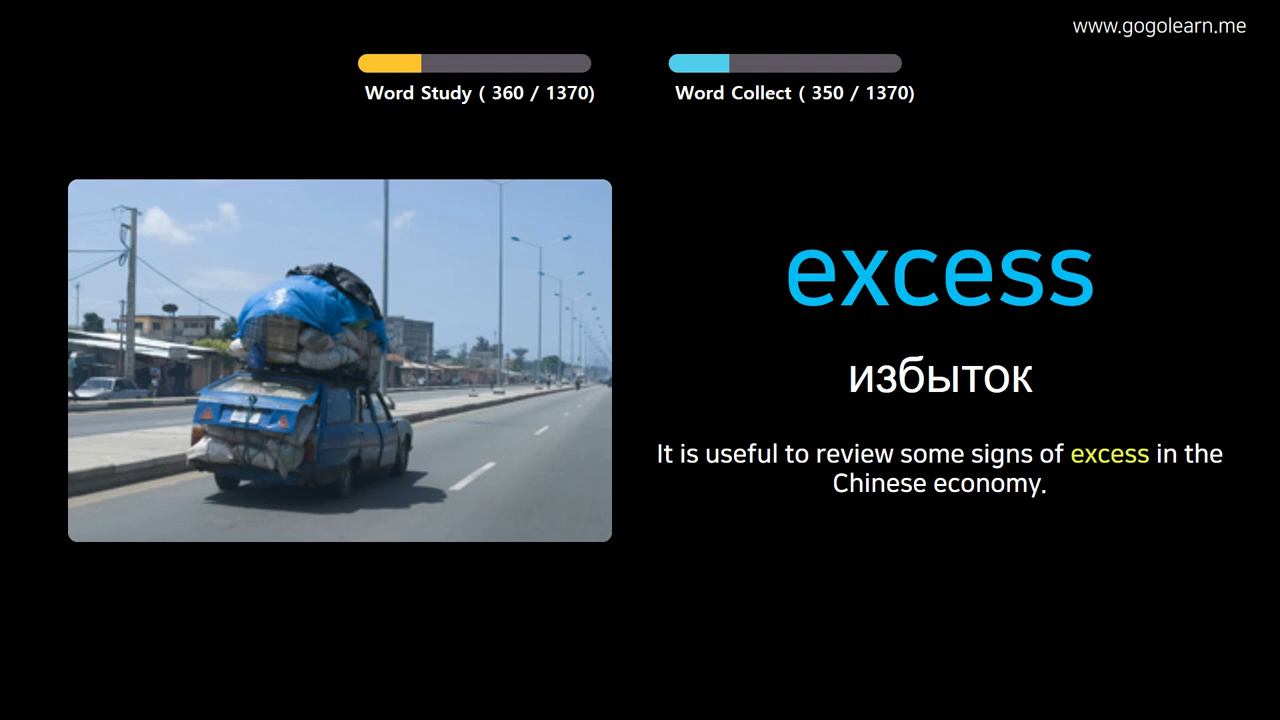 www.gogolearn.me
Word Study ( 360 / 1370)
Word Collect ( 350 / 1370)
excess
избыток
It is useful to review some signs of excess in the
Chinese economy.